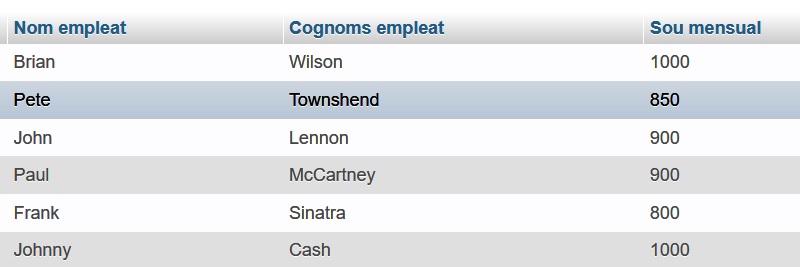 Nom empleat Cognoms empleat Sou mensual
Brian Wilson 1000
Pete Townshend 850
John Lennon 900
Paul McCartney 900
Frank Sinatra 800
Johnny Cash 1000